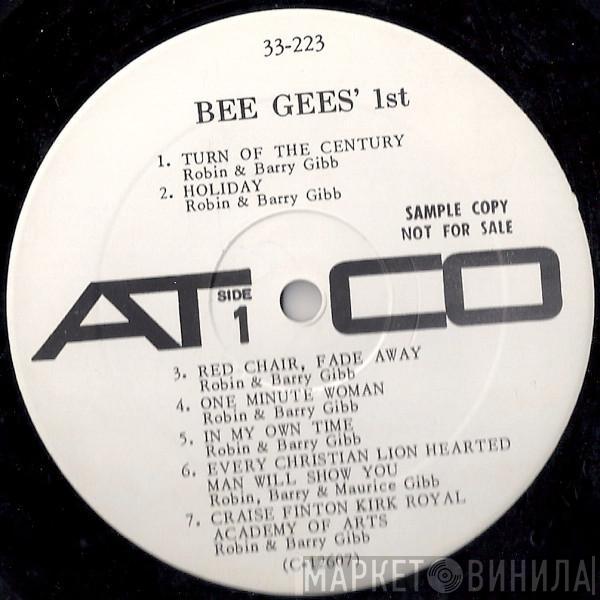 33-223
BEE GEES' 1st
1. TURN OF THE CENTURY
Robin & Barry Gibb
2. HOLIDAY
Robin & Barry Gibb
SAMPLE COPY
NOT FOR SALE
ATCO
SIDE
1
3. RED CHAIR, FADE AWAY
Robin & Barry Gibb
4. ONE MINUTE WOMAN
Robin & Barry Gibb
5. IN MY OWN TIME
Robin & Barry Gibb
6. EVERY CHRISTIAN LION HEARTED
MAN WILL SHOW YOU
Robin, Barry & Maurice Gibb
7. CRAISE FINTON KIRK ROYAL
ACADEMY OF ARTS
Robin & Barry Gibb
(C-12607)
МАРКЕТ ВИНИЛА